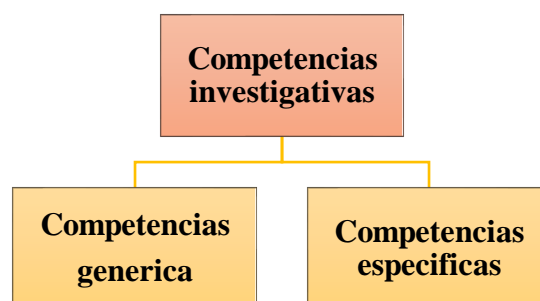 Competencias
investigativas
Competencias
generica
Competencias
especificas